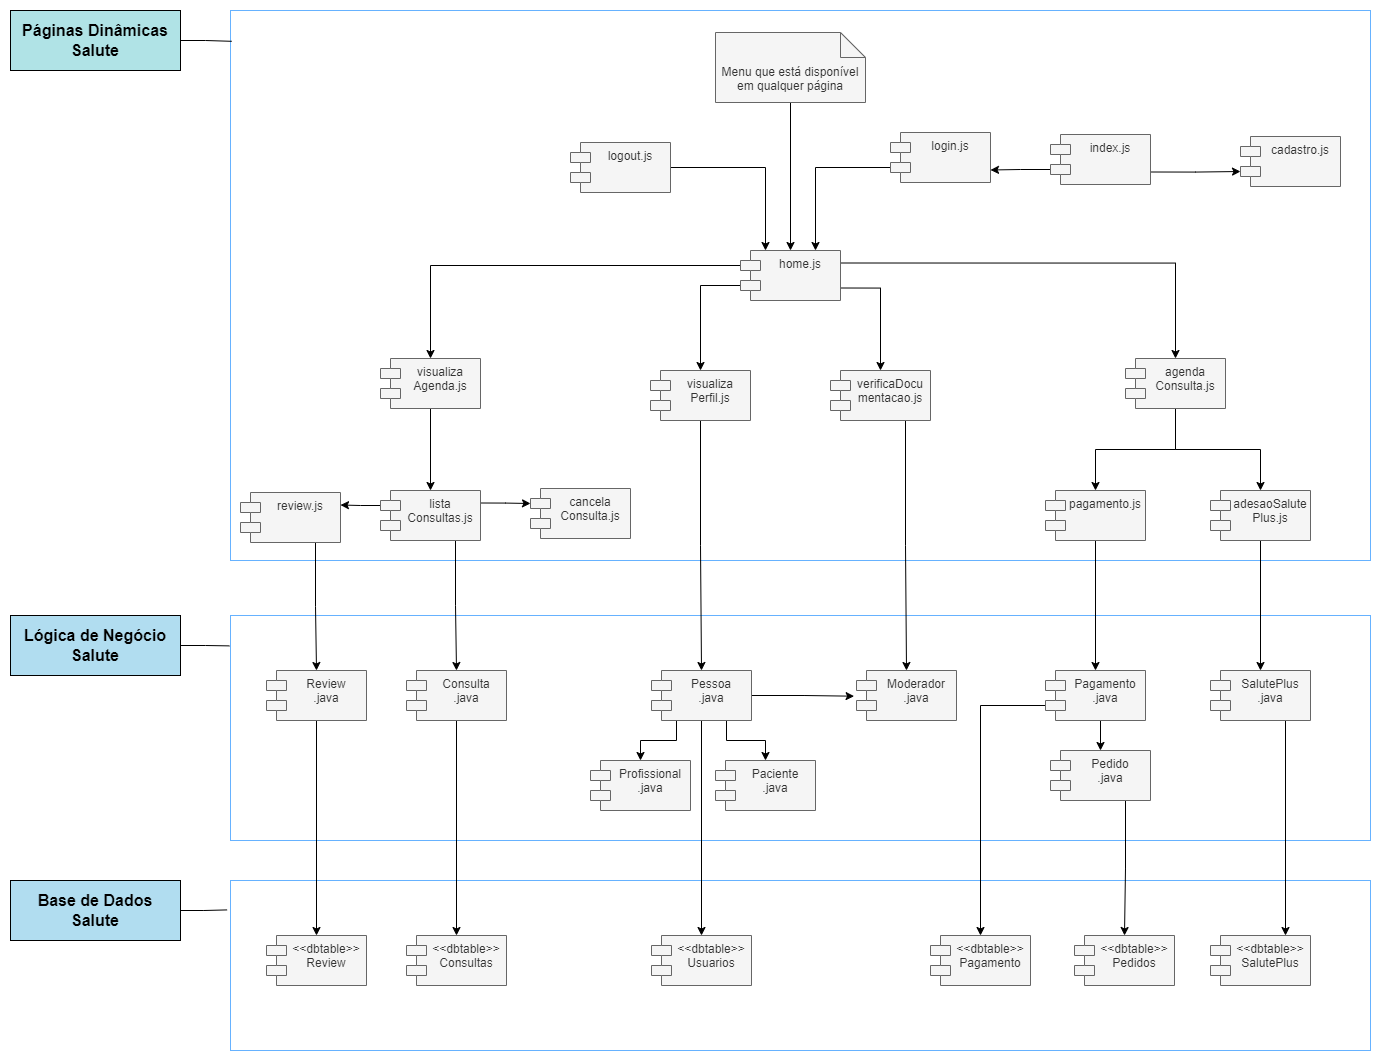 Páginas Dinâmicas
Salute
Menu que está disponível
em qualquer página
logout.js
login.js
index.js
cadastro.js
home.js
visualiza
Agenda.js
visualiza
Perfil.js
verificaDocu
mentacao.js
agenda
Consulta.js
review.js
lista
Consultas.js
cancela
Consulta.js
pagamento.js
adesaoSalute
Plus.js
Lógica de Negócio
Salute
Review
.java
Consulta
.java
Pessoa
.java
Moderador
.java
Pagamento
.java
SalutePlus
.java
Profissional
.java
Paciente
.java
Pedido
.java
Base de Dados
Salute
<<dbtable>>
Review
<<dbtable>>
Consultas
<<dbtable>>
Usuarios
<<dbtable>>
Pagamento
<<dbtable>>
Pedidos
<<dbtable>>
SalutePlus